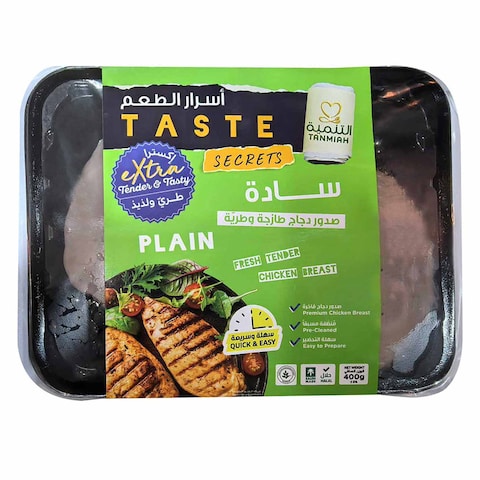 أسرار الطعم
TASTE
SECRETS
التنمية
TANMIAH
إكسترا
eXtra
Tender & Tasty
طري ولذيذ
سادة
صدور دجاج طازجة وطرية
PLAIN
FRESH TENDER
CHICKEN BREAST
سهلة وسريعة
QUICK & EASY
صدور دجاج فاخرة
Premium Chicken Breast
منظفة مسبقاً
Pre-Cleaned
سهلة التحضير
Easy to Prepare
حلال
HALAL
NET WEIGHT
400g